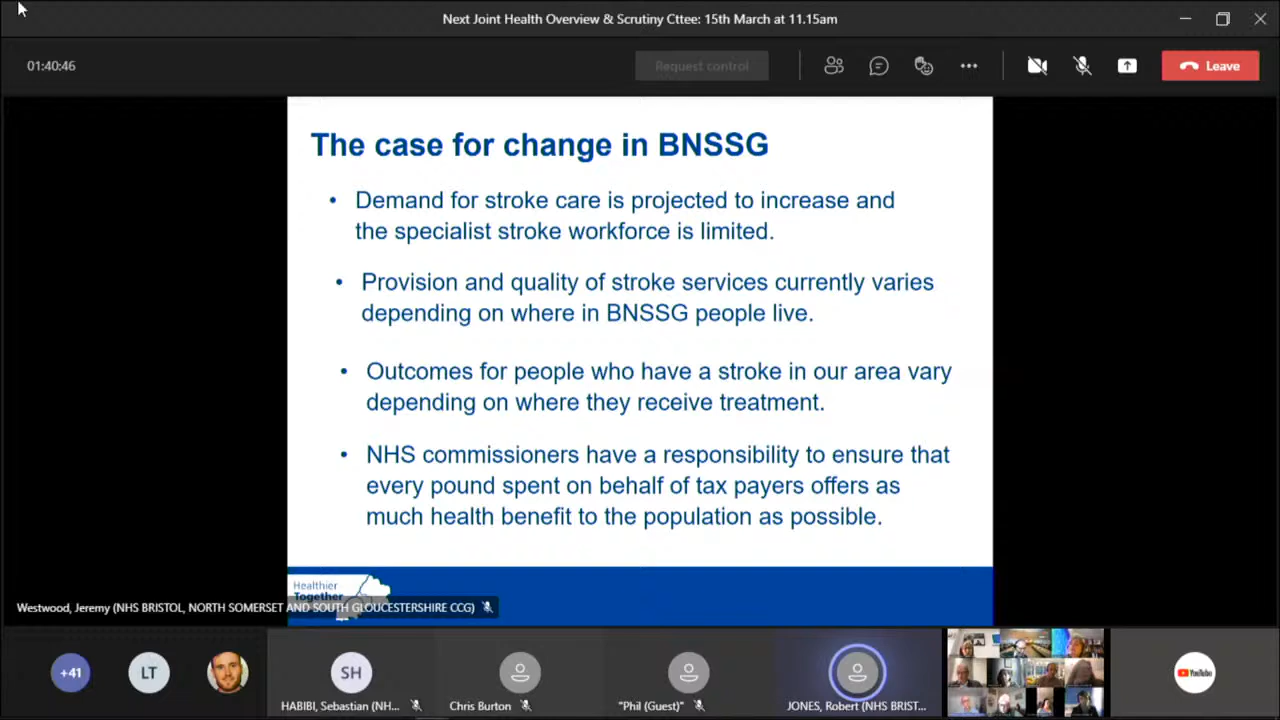 Next Joint Health Overview & Scrutiny Cttee: 15th March at 11.15am
01:40:46
Request control
Leave
The case for change in BNSSG
• Demand for stroke care is projected to increase and
the specialist stroke workforce is limited.
• Provision and quality of stroke services currently varies
depending on where in BNSSG people live.
• Outcomes for people who have a stroke in our area vary
depending on where they receive treatment.
• NHS commissioners have a responsibility to ensure that
every pound spent on behalf of tax payers offers as
much health benefit to the population as possible.
Healthier
Together
Westwood, Jeremy (NHS BRISTOL, NORTH SOMERSET AND SOUTH GLOUCESTERSHIRE CCG)
+41
LT
SH
HABIBI, Sebastian (NH...
Chris Burton
"Phil (Guest)"
JONES, Robert (NHS BRIST...
YouTube